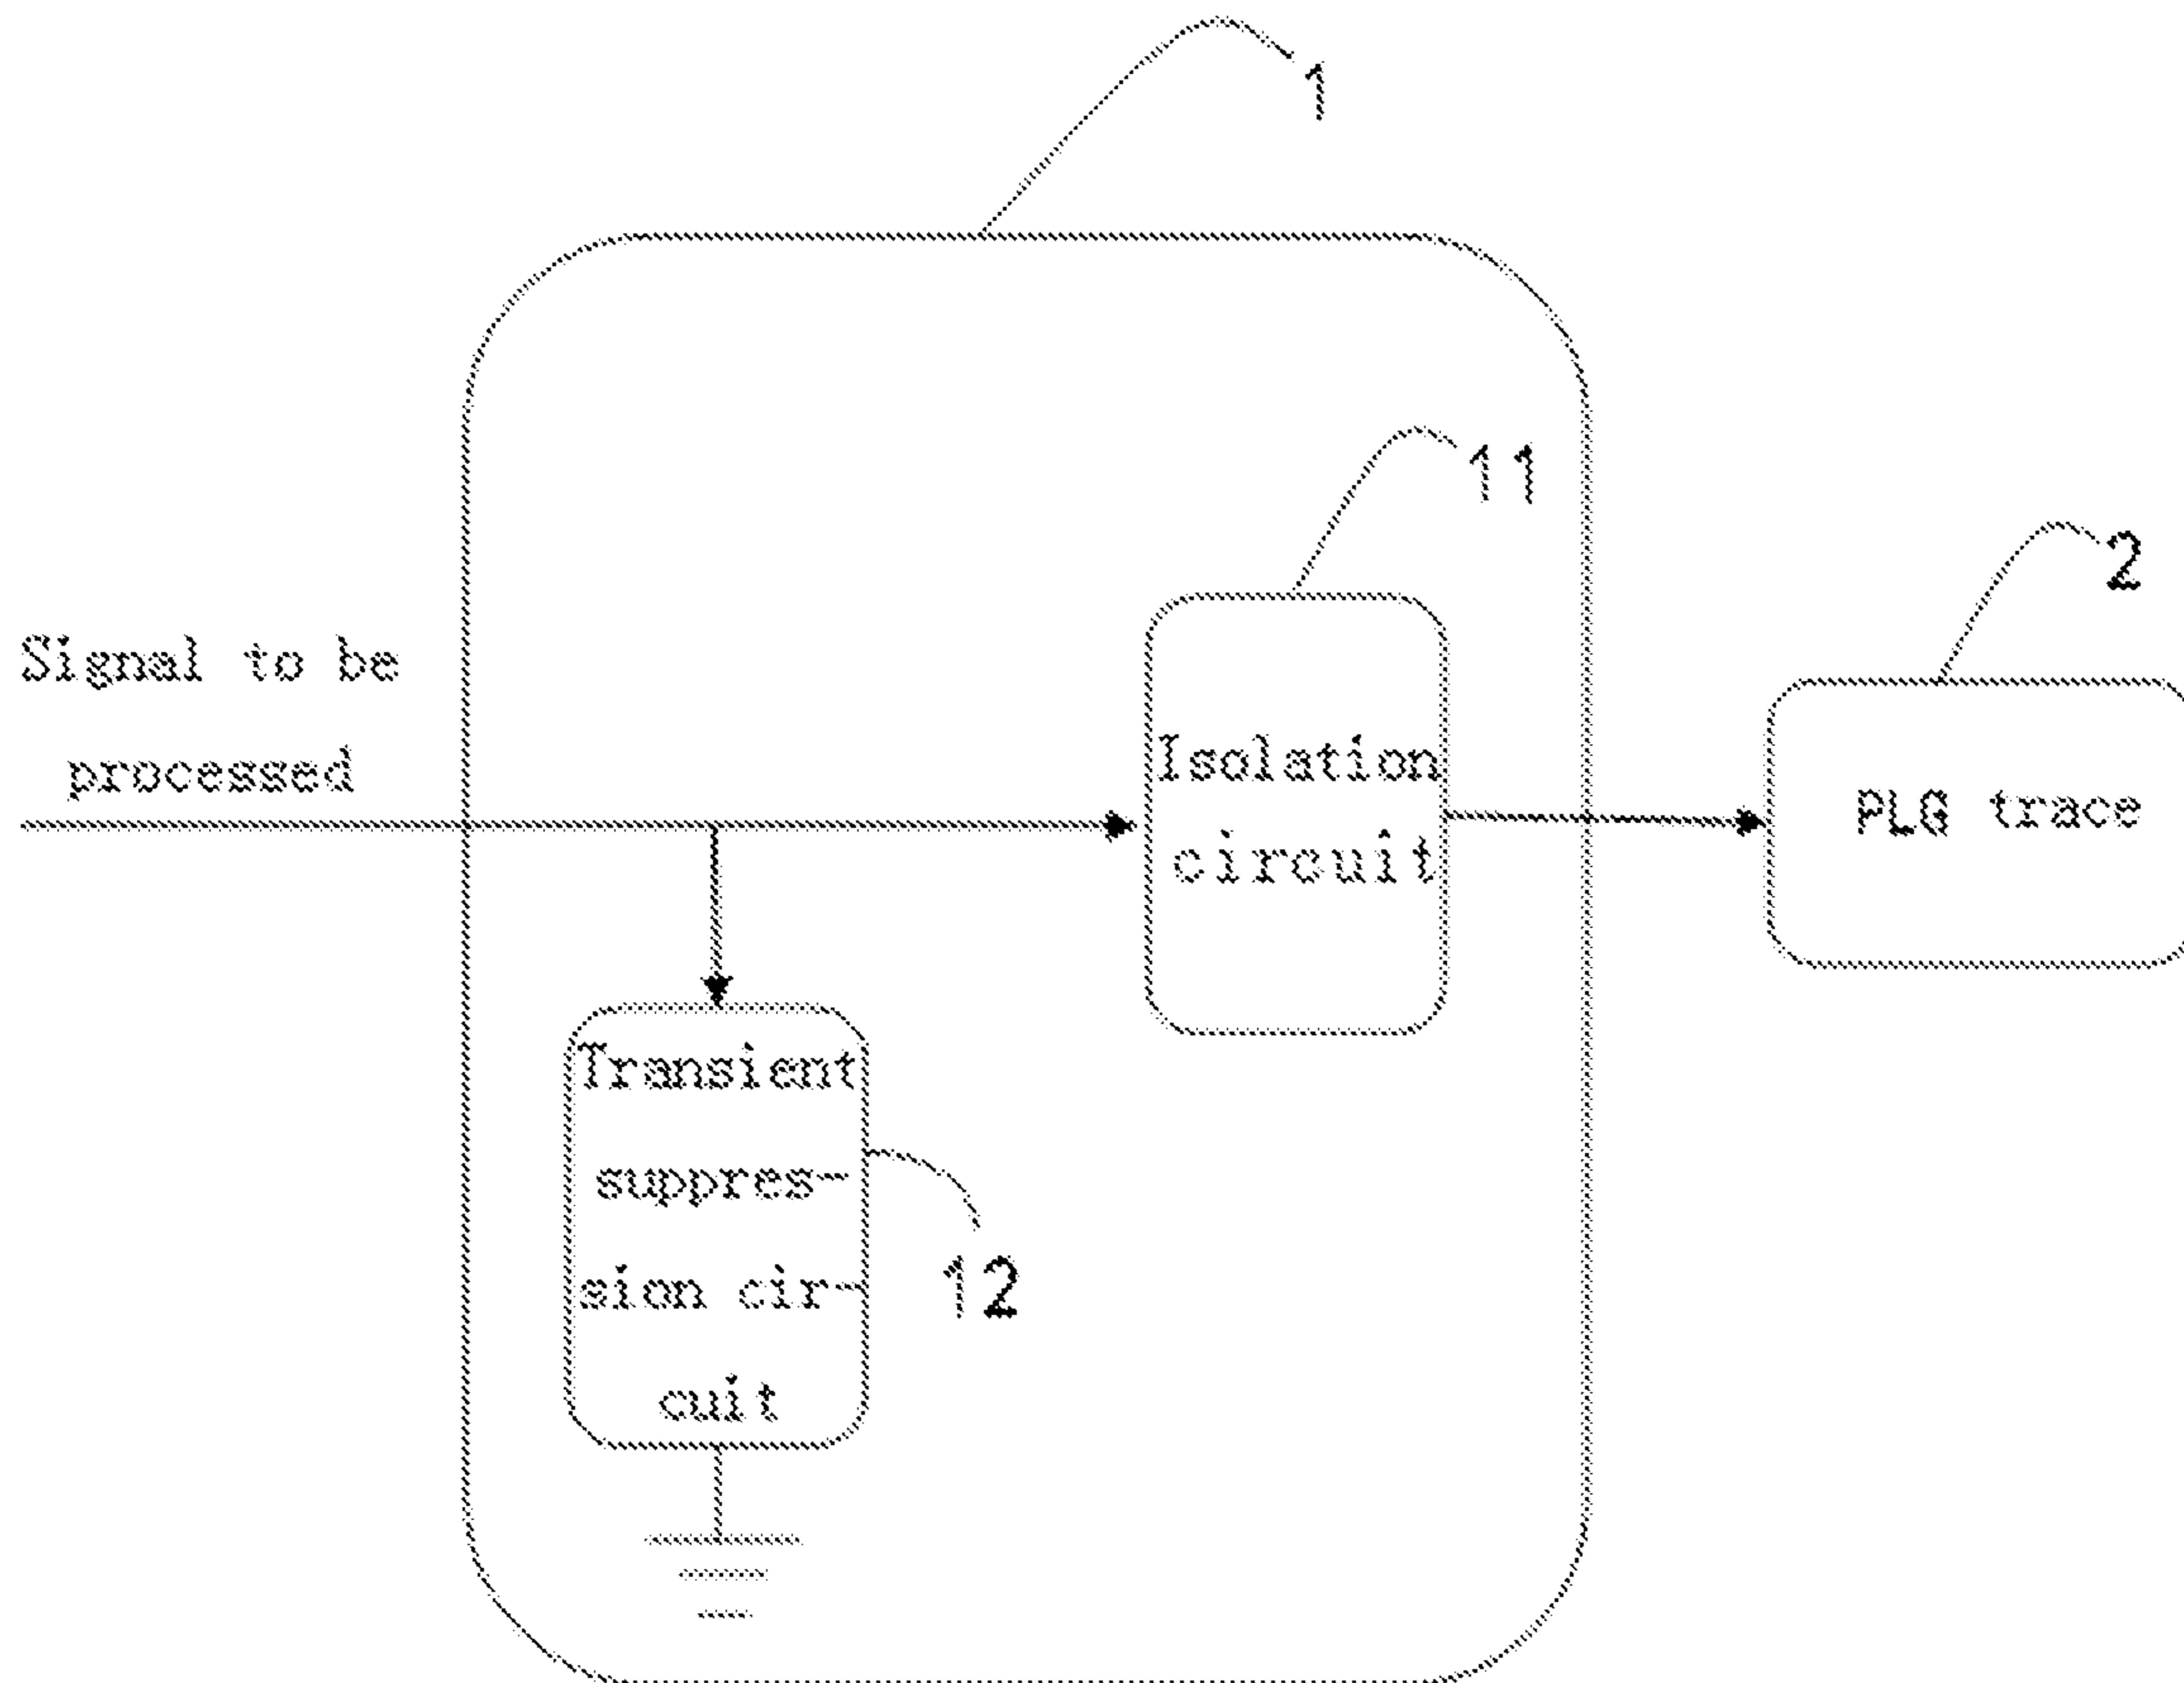 1
11
2
Signal to be
processed
Isolation
circuit
PLG trace
Transient
suppres-
sion cir-
cuit
12